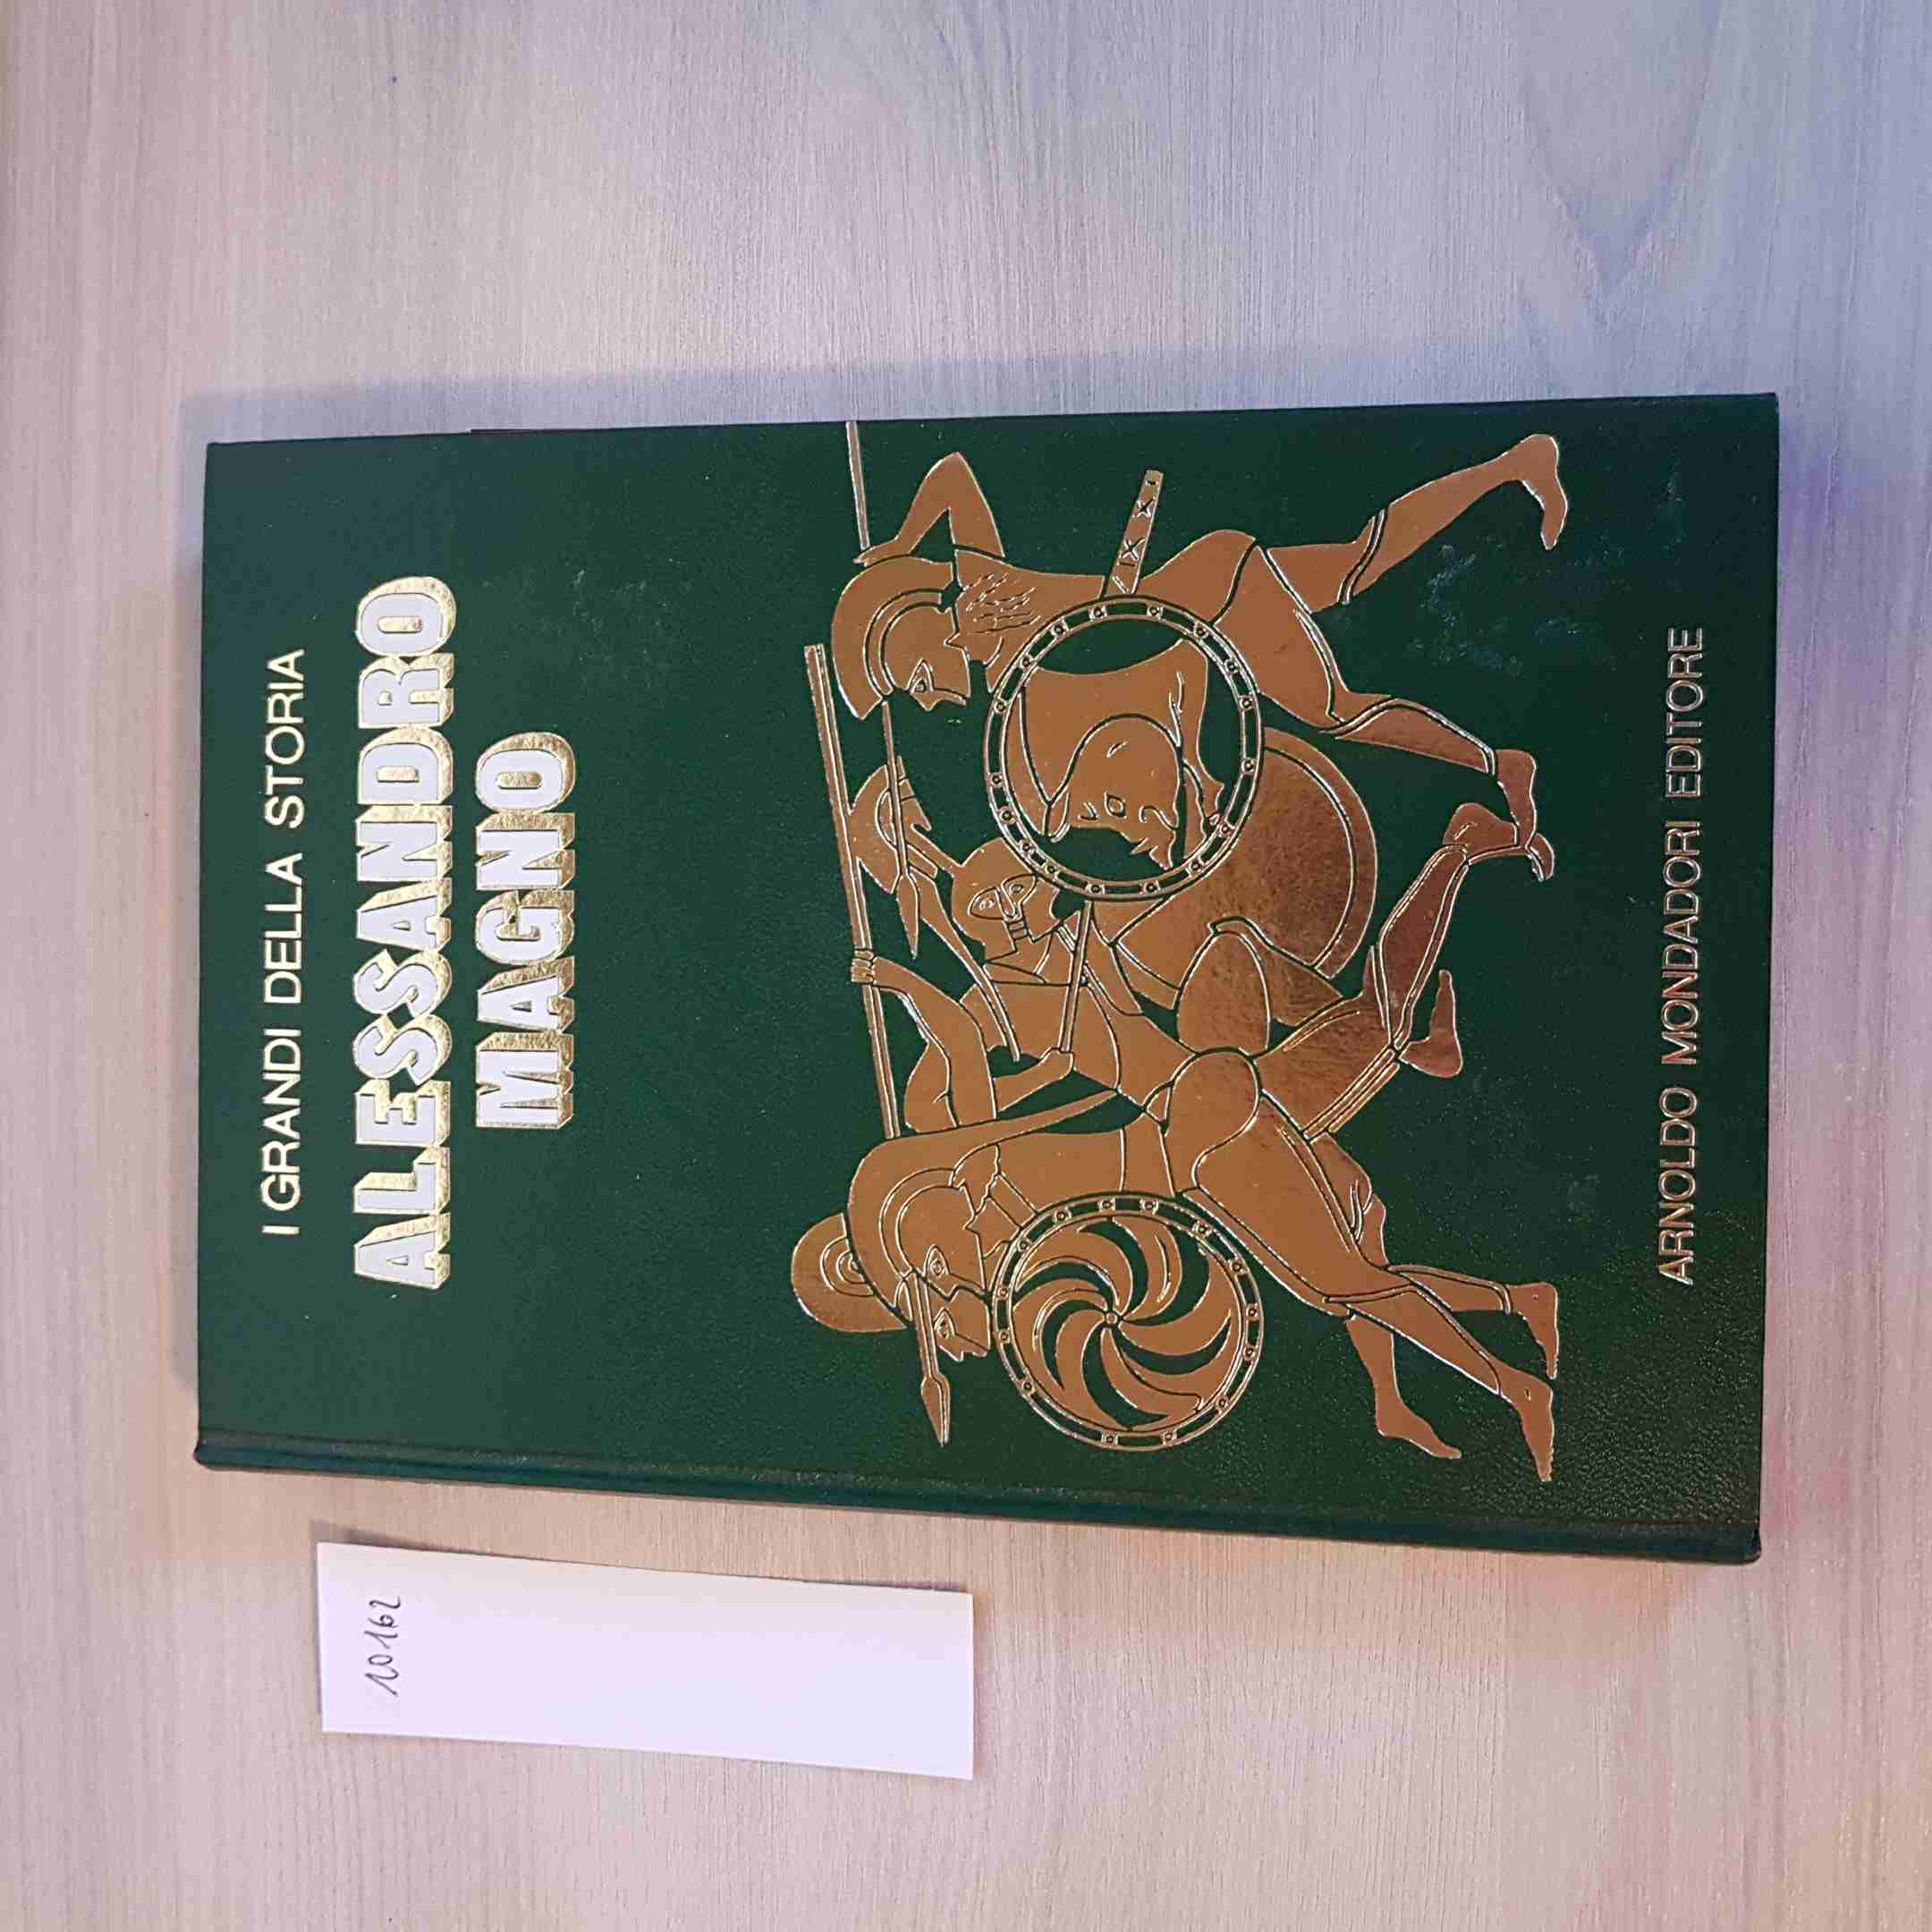 I GRANDI DELLA STORIA
ALESSANDRO
MAGNO
ARNOLDO MONDADORI EDITORE
10162